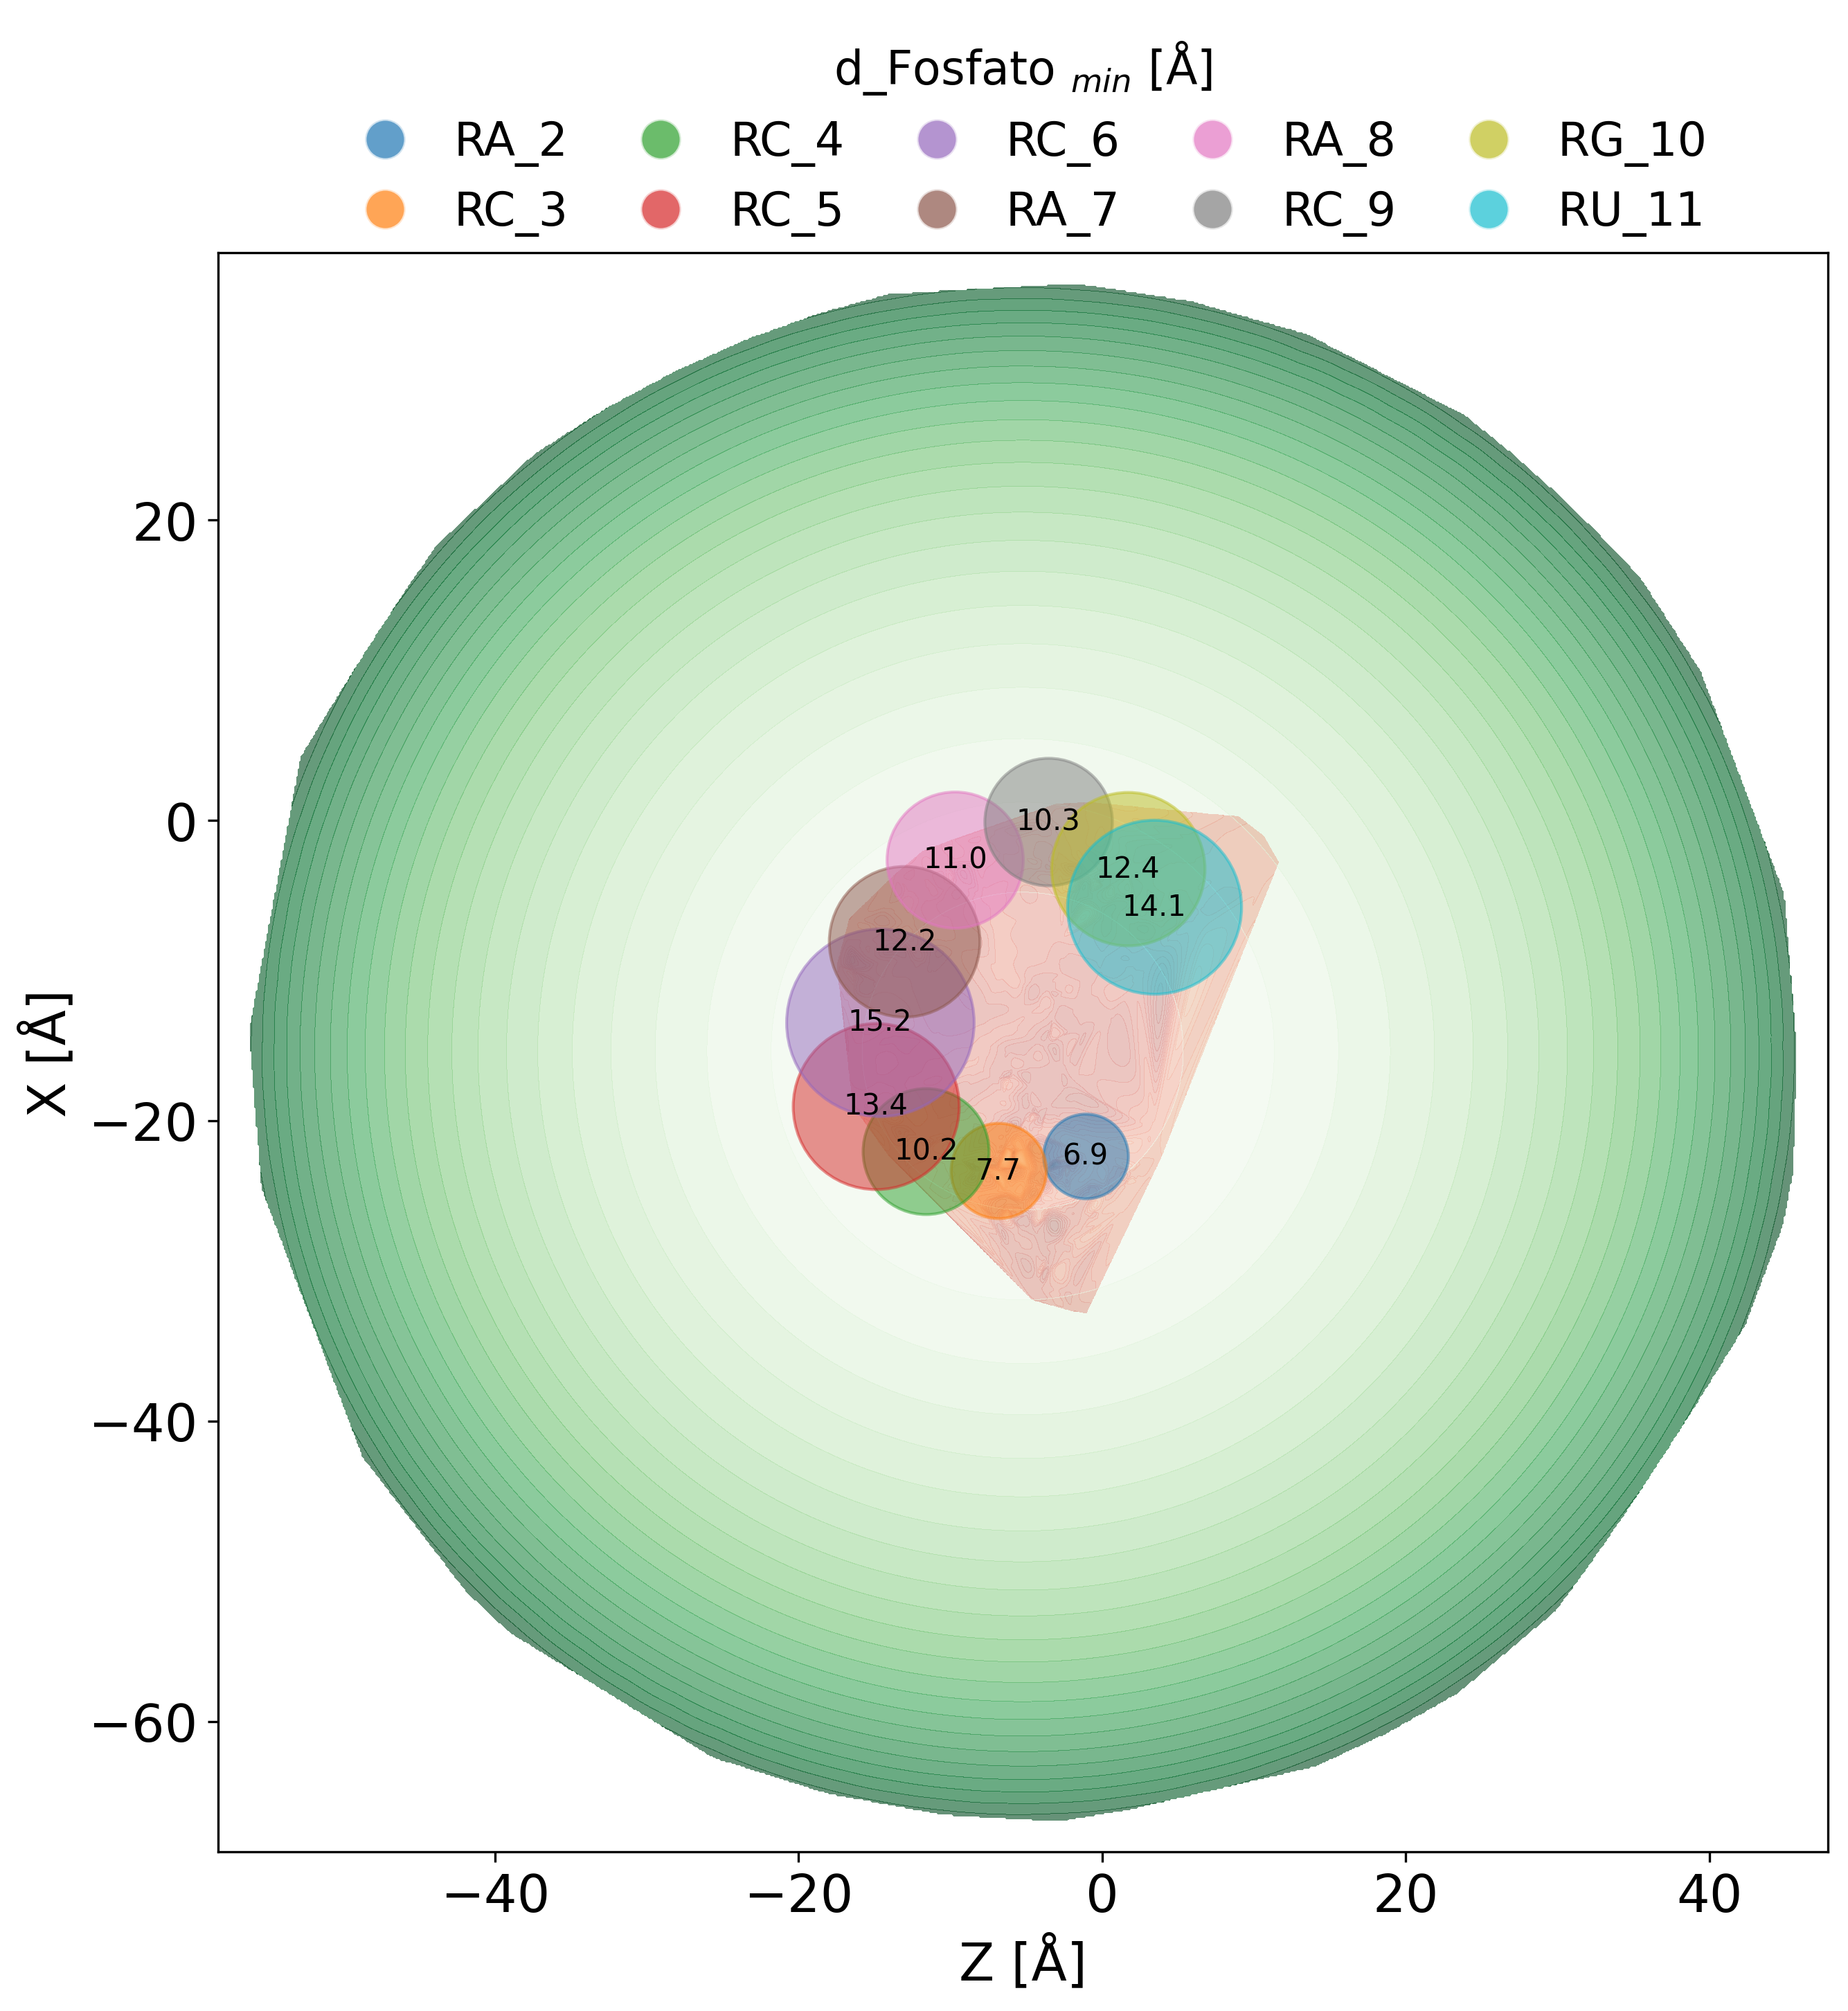 d_Fosfato min [Å]
RA_2 RC_4 RC_6 RA_8 RG_10
RC_3 RC_5 RA_7 RC_9 RU_11
20
0
−20
−40
−60
X [Å]
10.3
11.0
12.4
14.1
12.2
15.2
13.4
10.2
7.7
6.9
−40 −20 0 20 40
Z [Å]